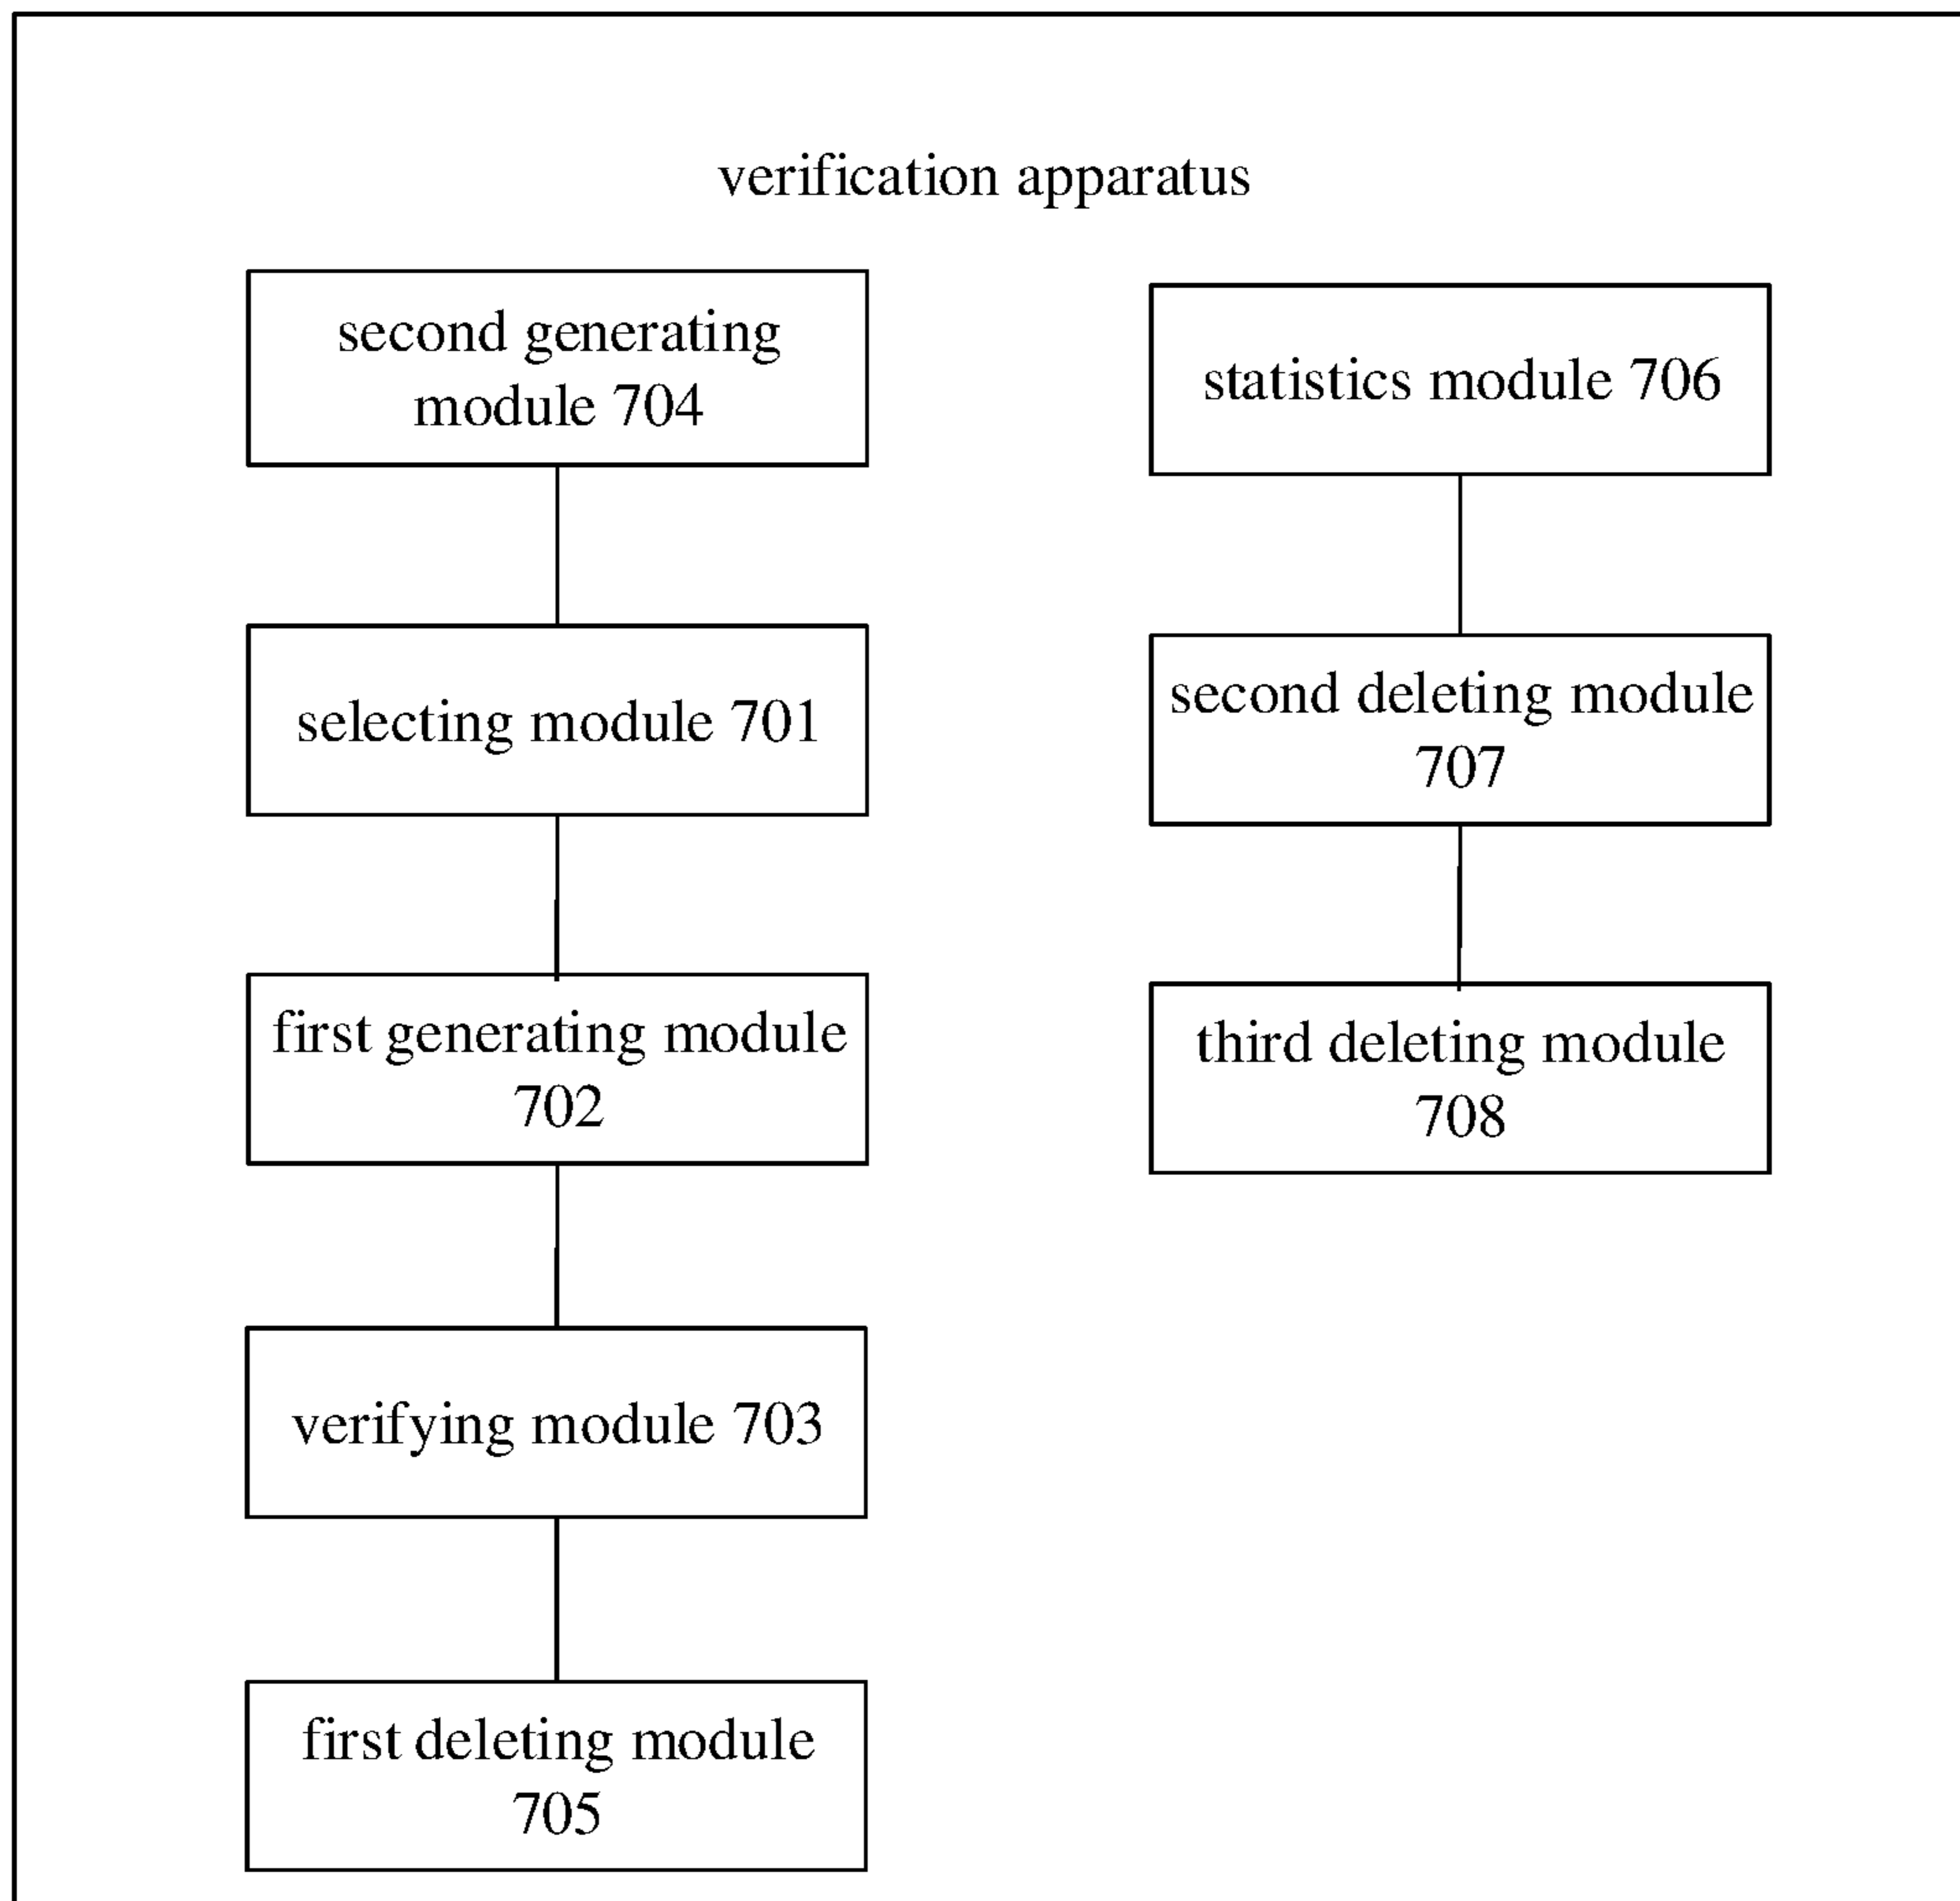 verification apparatus
second generating
module 704
selecting module 701
first generating module
702
verifying module 703
first deleting module
705
statistics module 706
second deleting module
707
third deleting module
708